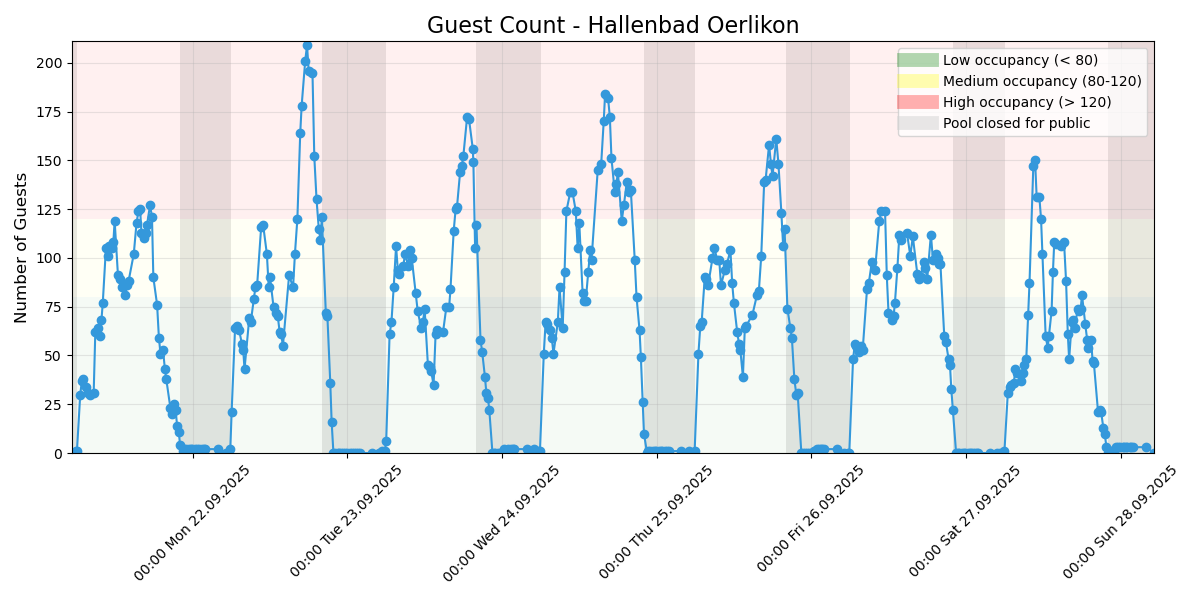 Guest Count - Hallenbad Oerlikon
Low occupancy (< 80)
Medium occupancy (80-120)
High occupancy (> 120)
Pool closed for public
Number of Guests
200
175
150
125
100
75
50
25
0
00:00 Mon 22.09.2025
00:00 Tue 23.09.2025
00:00 Wed 24.09.2025
00:00 Thu 25.09.2025
00:00 Fri 26.09.2025
00:00 Sat 27.09.2025
00:00 Sun 28.09.2025